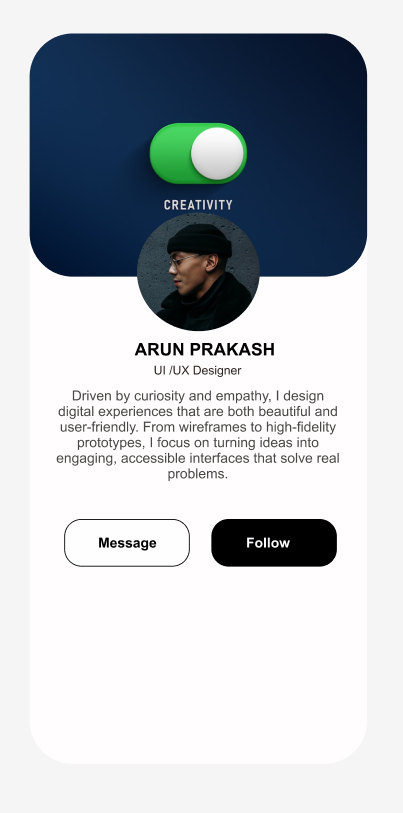 CREATIVITY
ARUN PRAKASH
UI /UX Designer
Driven by curiosity and empathy, I design
digital experiences that are both beautiful and
user-friendly. From wireframes to high-fidelity
prototypes, I focus on turning ideas into
engaging, accessible interfaces that solve real
problems.
Message
Follow